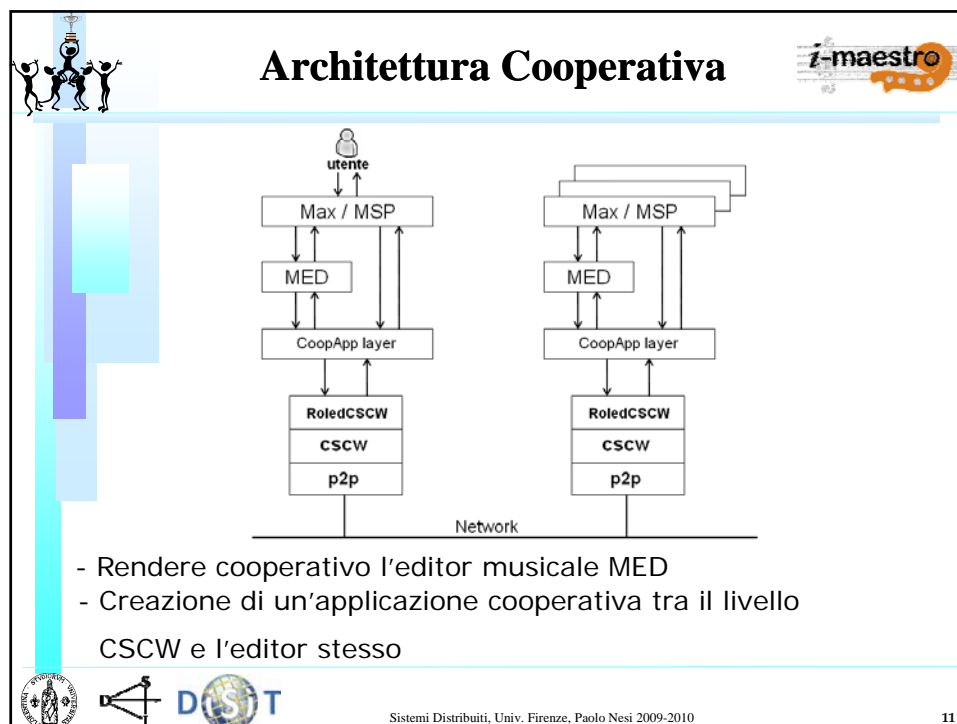 Architettura Cooperativa
i-maestro
utente
Max / MSP
Max / MSP
MED
MED
CoopApp layer
CoopApp layer
RoledCSCW
RoledCSCW
CSCW
CSCW
p2p
p2p
Network
- Rendere cooperativo l'editor musicale MED
- Creazione di un'applicazione cooperativa tra il livello
CSCW e l'editor stesso
DISIT
Sistemi Distribuiti, Univ. Firenze, Paolo Nesi 2009-2010
11